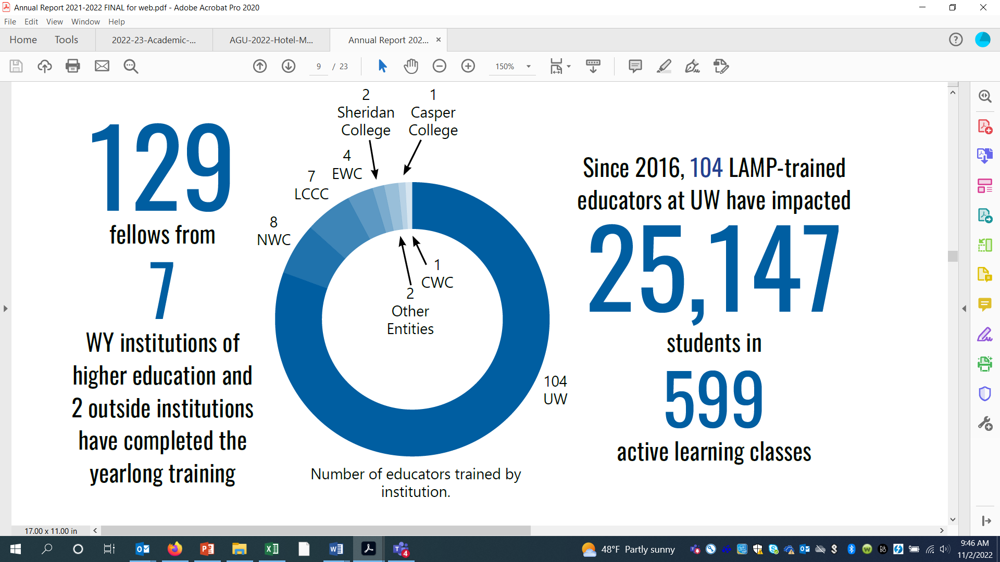 Annual Report 2021-2022 FINAL for web.pdf - Adobe Acrobat Pro 2020
File Edit View Window Help
Home Tools 2022-23-Academic-... AGU-2022-Hotel-M... Annual Report 202... ×
9 / 23 150%
129
fellows from
7
WY institutions of
higher education and
2 outside institutions
have completed the
yearlong training
2
Sheridan
College
1
Casper
College
4
EWC
7
LCCC
8
NWC
1
CWC
2
Other
Entities
104
UW
Number of educators trained by
institution.
Since 2016, 104 LAMP-trained
educators at UW have impacted
25,147
students in
599
active learning classes
17.00 x 11.00 in
48°F Partly sunny
9:46 AM
11/2/2022